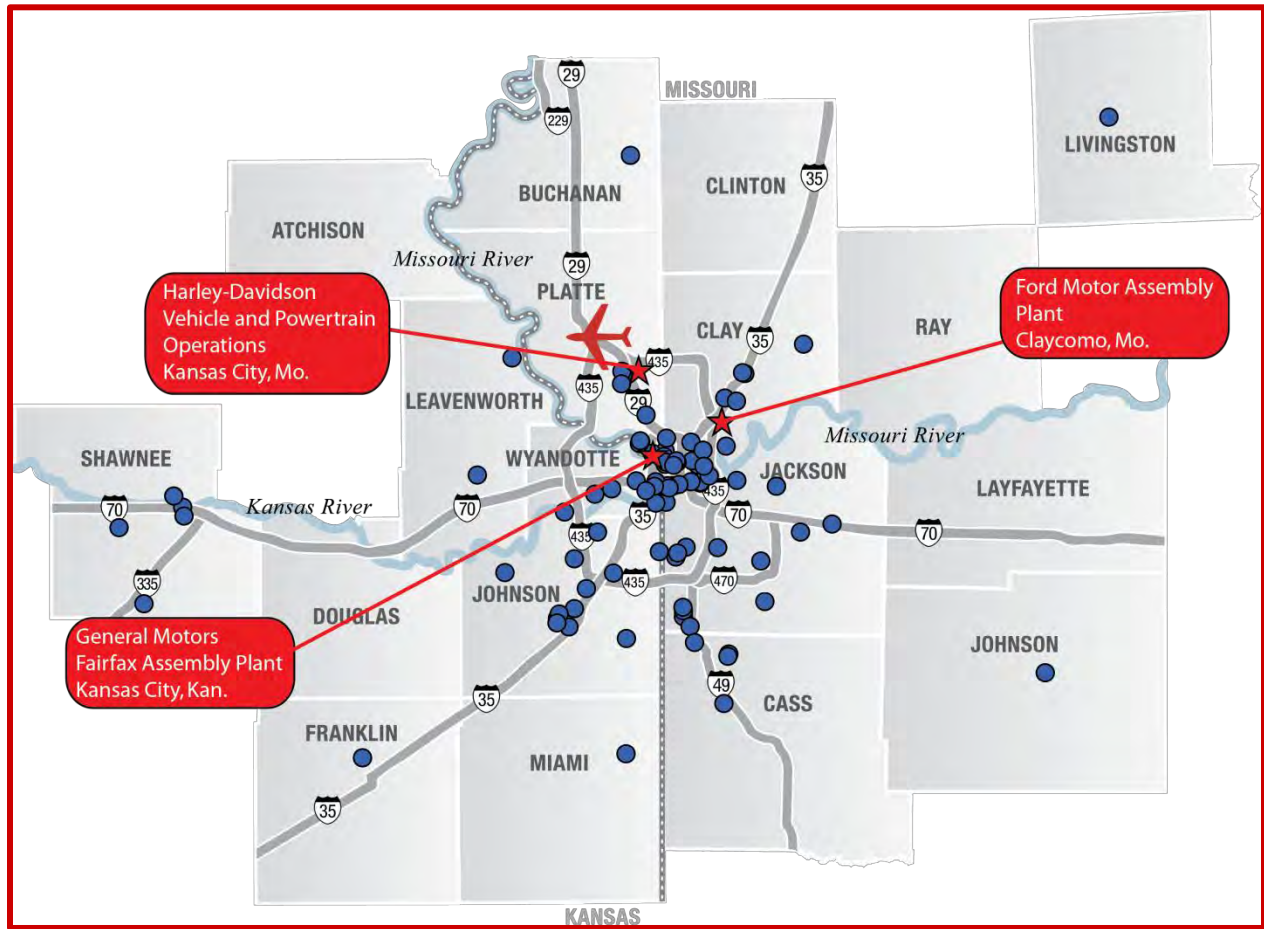 29
MISSOURI
229
LIVINGSTON
BUCHANAN
CLINTON
35
ATCHISON
Missouri River
29
PLATTE
Harley-Davidson
Vehicle and Powertrain
Operations
Kansas City, Mo.
Ford Motor Assembly
Plant
Claycomo, Mo.
CLAY
RAY
35
435
435
29
LEAVENWORTH
Missouri River
SHAWNEE
WYANDOTTE
JACKSON
LAYFAYETTE
435
70
Kansas River
70
35
70
70
435
335
435
470
JOHNSON
DOUGLAS
General Motors
Fairfax Assembly Plant
Kansas City, Kan.
JOHNSON
49
35
CASS
FRANKLIN
MIAMI
35
KANSAS